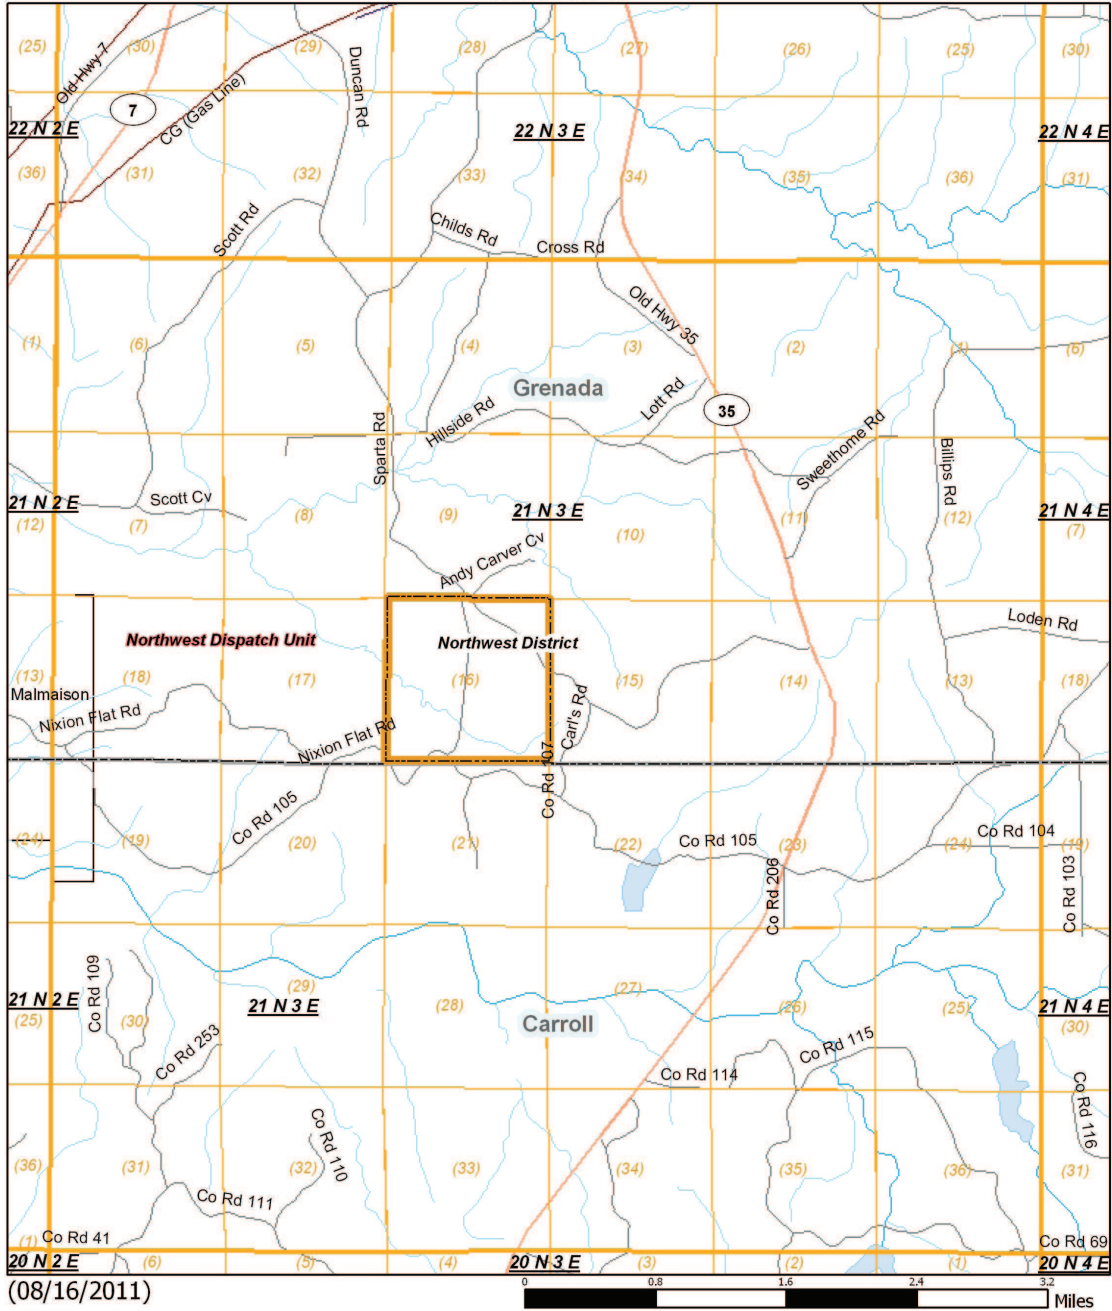 (25)
(30)
(29)
(28)
(27)
(26)
(25)
(30)
Old Hwy 7
Duncan Rd
7
CG (Gas Line)
22 N 2 E
22 N 3 E
22 N 4 E
(36)
(31)
(32)
(33)
(34)
(35)
(36)
(31)
Scott Rd
Childs Rd
Cross Rd
Old Hwy 35
(1)
(6)
(5)
(4)
(3)
(2)
(1)
(6)
Grenada
Lott Rd
35
Hillside Rd
Sparta Rd
Sweethome Rd
Billips Rd
21 N 2 E
Scott Cv
21 N 3 E
21 N 4 E
(12)
(7)
(8)
(9)
(10)
(11)
(12)
(7)
Andy Carver Cv
Northwest Dispatch Unit
Northwest District
Loden Rd
(13)
(18)
(17)
(16)
(15)
(14)
(13)
(18)
Malmaison
Nixion Flat Rd
Nixion Flat Rd
Carl's Rd
Co Rd 107
Co Rd 105
Co Rd 105
Co Rd 104
(24)
(19)
(20)
(21)
(22)
(23)
(24)
(19)
Co Rd 206
Co Rd 103
Co Rd 109
21 N 2 E
21 N 3 E
21 N 4 E
(25)
(30)
(29)
(28)
(27)
(26)
(25)
(30)
Carroll
Co Rd 253
Co Rd 115
Co Rd 114
Co Rd 116
Co Rd 110
(36)
(31)
(32)
(33)
(34)
(35)
(36)
(31)
Co Rd 111
(1)
Co Rd 41
Co Rd 69
20 N 2 E
(6)
(5)
(4)
20 N 3 E
(3)
(2)
(1)
20 N 4 E
(08/16/2011)
0
0.8
1.6
2.4
3.2
Miles